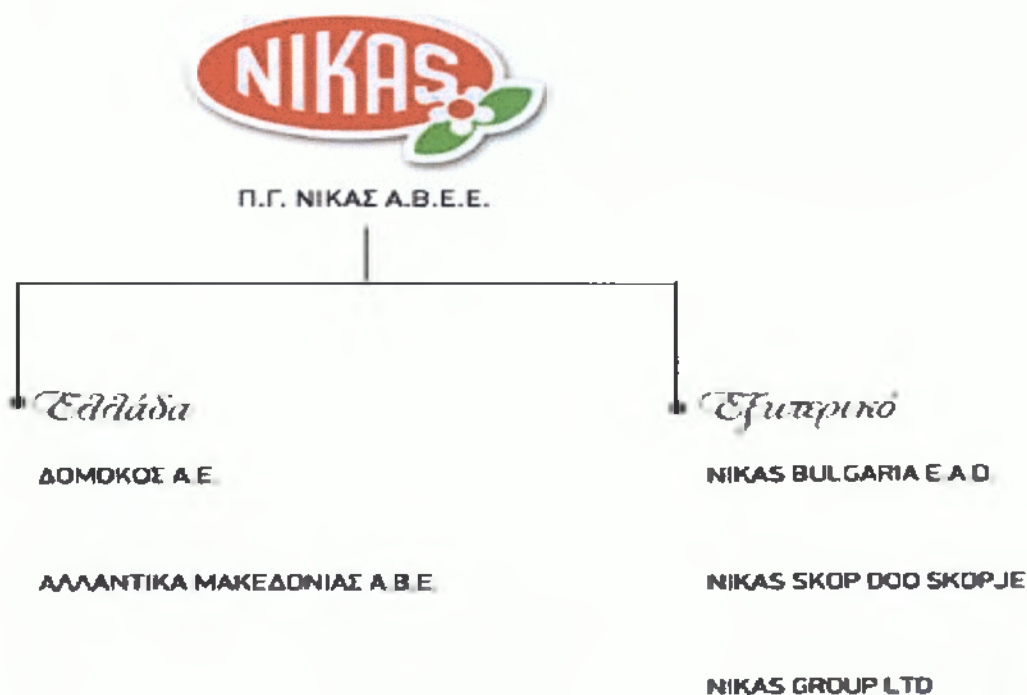 NIKAS
Π.Γ. ΝΙΚΑΣ Α.Β.Ε.Ε.
Ελλάδα
ΔΟΜΟΚΟΣ Α.Ε.
ΑΛΛΑΝΤΙΚΑ ΜΑΚΕΔΟΝΙΑΣ Α.Β.Ε.
Εξωτερικό
NIKAS BULGARIA E.A.D.
NIKAS SKOP DOO SKOPJE
NIKAS GROUP LTD